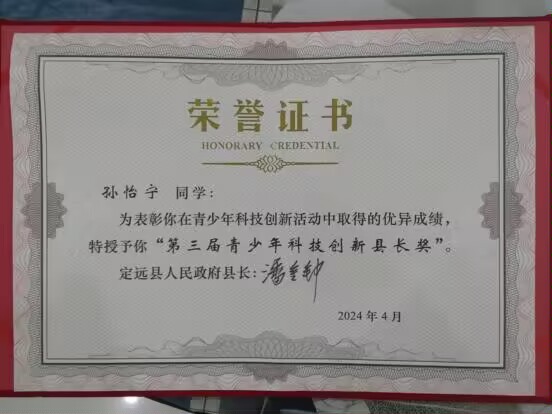 荣誉证书
HONORARY CREDENTIAL
孙怡宁 同学：
为表彰你在青少年科技创新活动中取得的优异成绩，
特授予你“第三届青少年科技创新县长奖”。
定远县人民政府县长：潘金钟
2024年4月